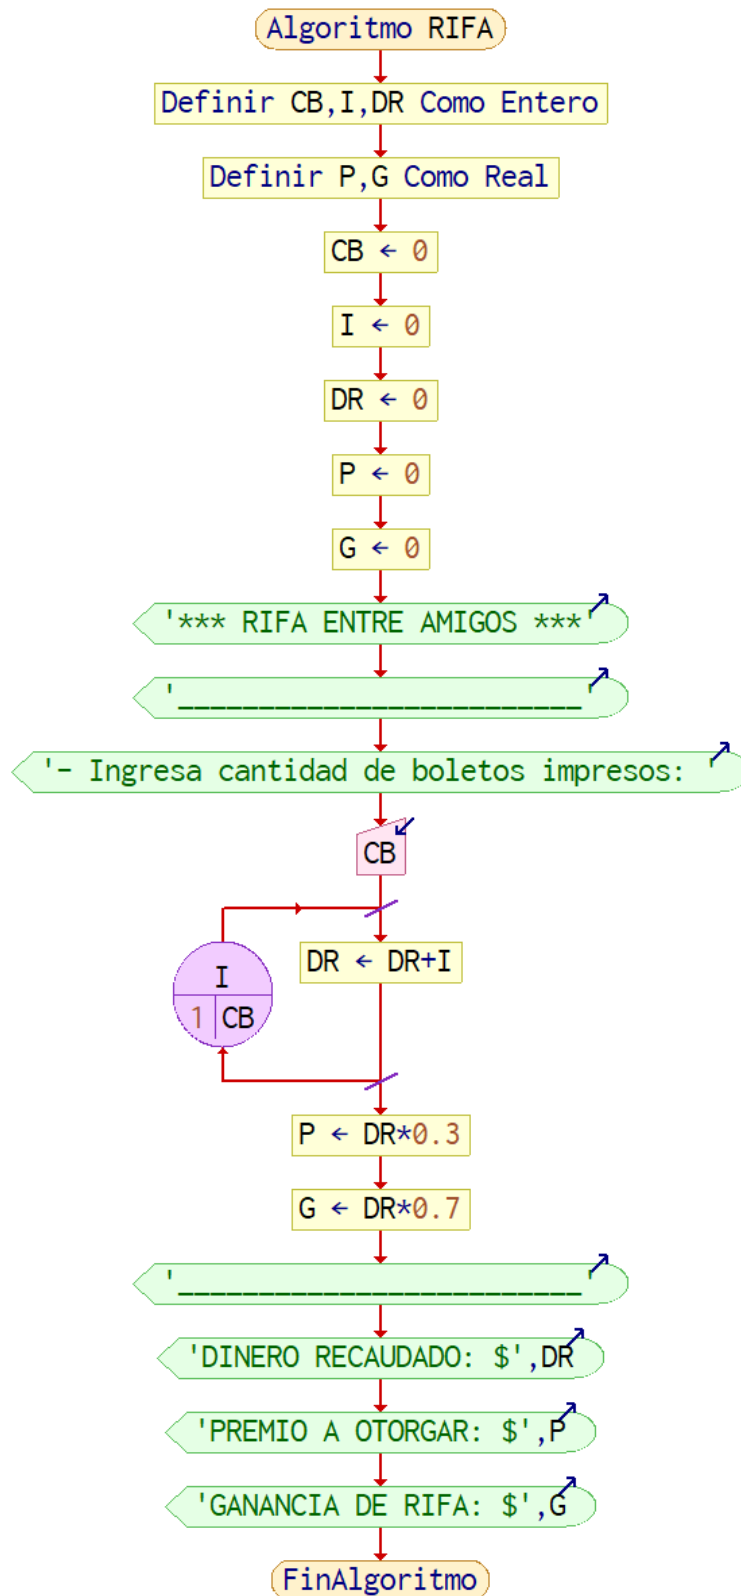 Algoritmo RIFA
Definir CB,I,DR Como Entero
Definir P,G Como Real
CB ← 0
I ← 0
DR ← 0
P ← 0
G ← 0
'*** RIFA ENTRE AMIGOS ***'
'_________________________'
'- Ingresa cantidad de boletos impresos: '
CB
DR ← DR+I
I
1 CB
P ← DR*0.3
G ← DR*0.7
'_________________________'
'DINERO RECAUDADO: $',DR
'PREMIO A OTORGAR: $',P
'GANANCIA DE RIFA: $',G
FinAlgoritmo